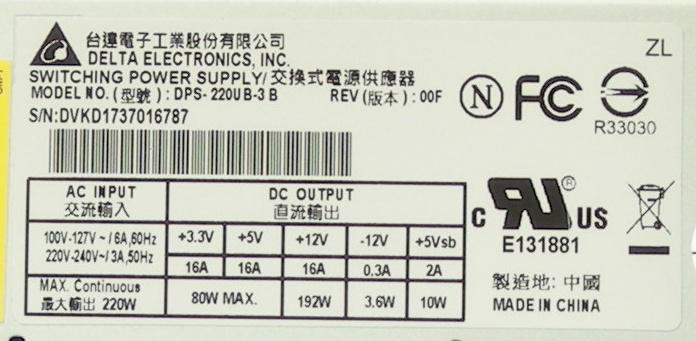 台達電子工業股份有限公司
DELTA ELECTRONICS, INC.
ZL
SWITCHING POWER SUPPLY/交換式電源供應器
MODEL NO.(型號):DPS-220UB-3 B REV(版本):00F
S/N:DVKD1737016787
N FC
R33030
AC INPUT DC OUTPUT
交流輸入 直流輸出
100V-127V~/6A,60Hz +3.3V +5V +12V -12V +5Vsb
220V-240V~/3A,50Hz 16A 16A 16A 0.3A 2A
MAX. Continuous
最大輸出 220W 80W MAX. 192W 3.6W 10W
C RU ® US
E131881
製造地: 中國
MADE IN CHINA